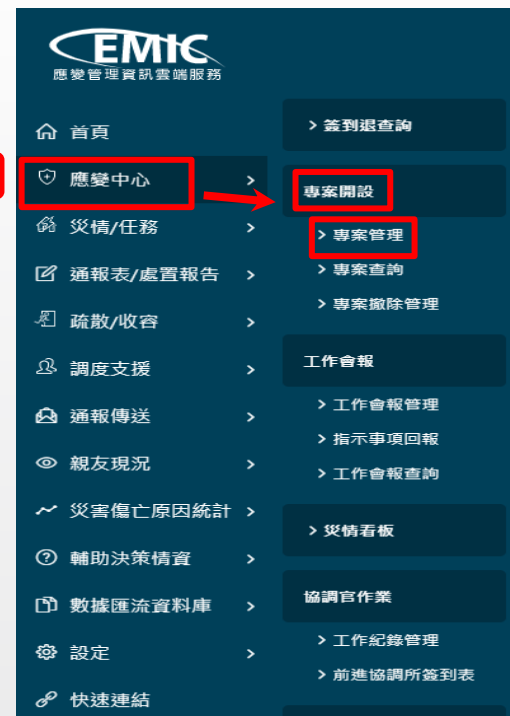 EMIC
應變管理資訊雲端服務
首頁
應變中心 >
災情/任務 >
通報表/處置報告 >
疏散/收容 >
調度支援 >
通報傳送 >
親友現況 >
災害傷亡原因統計 >
輔助決策情資 >
數據匯流資料庫 >
設定 >
快速連結
> 簽到退查詢
專案開設
> 專案管理
> 專案查詢
> 專案撤除管理
工作會報
> 工作會報管理
> 指示事項回報
> 工作會報查詢
> 災情看板
協調官作業
> 工作紀錄管理
> 前進協調所簽到表